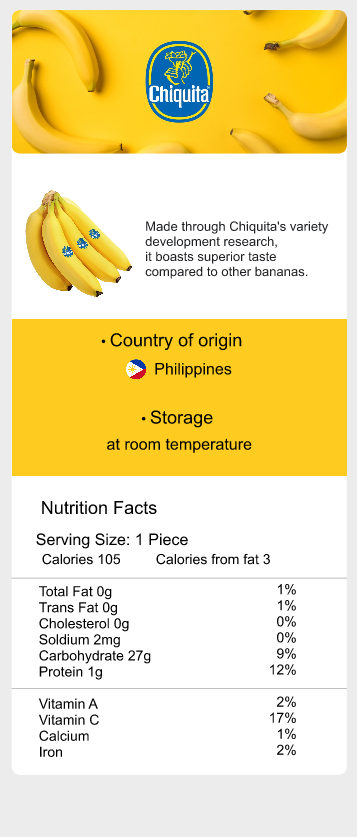 Chiquita
Made through Chiquita's variety
development research,
it boasts superior taste
compared to other bananas.
• Country of origin
Philippines
• Storage
at room temperature
Nutrition Facts
Serving Size: 1 Piece
Calories 105 Calories from fat 3
Total Fat 0g 1%
Trans Fat 0g 1%
Cholesterol 0g 0%
Soldium 2mg 0%
Carbohydrate 27g 9%
Protein 1g 12%
Vitamin A 2%
Vitamin C 17%
Calcium 1%
Iron 2%